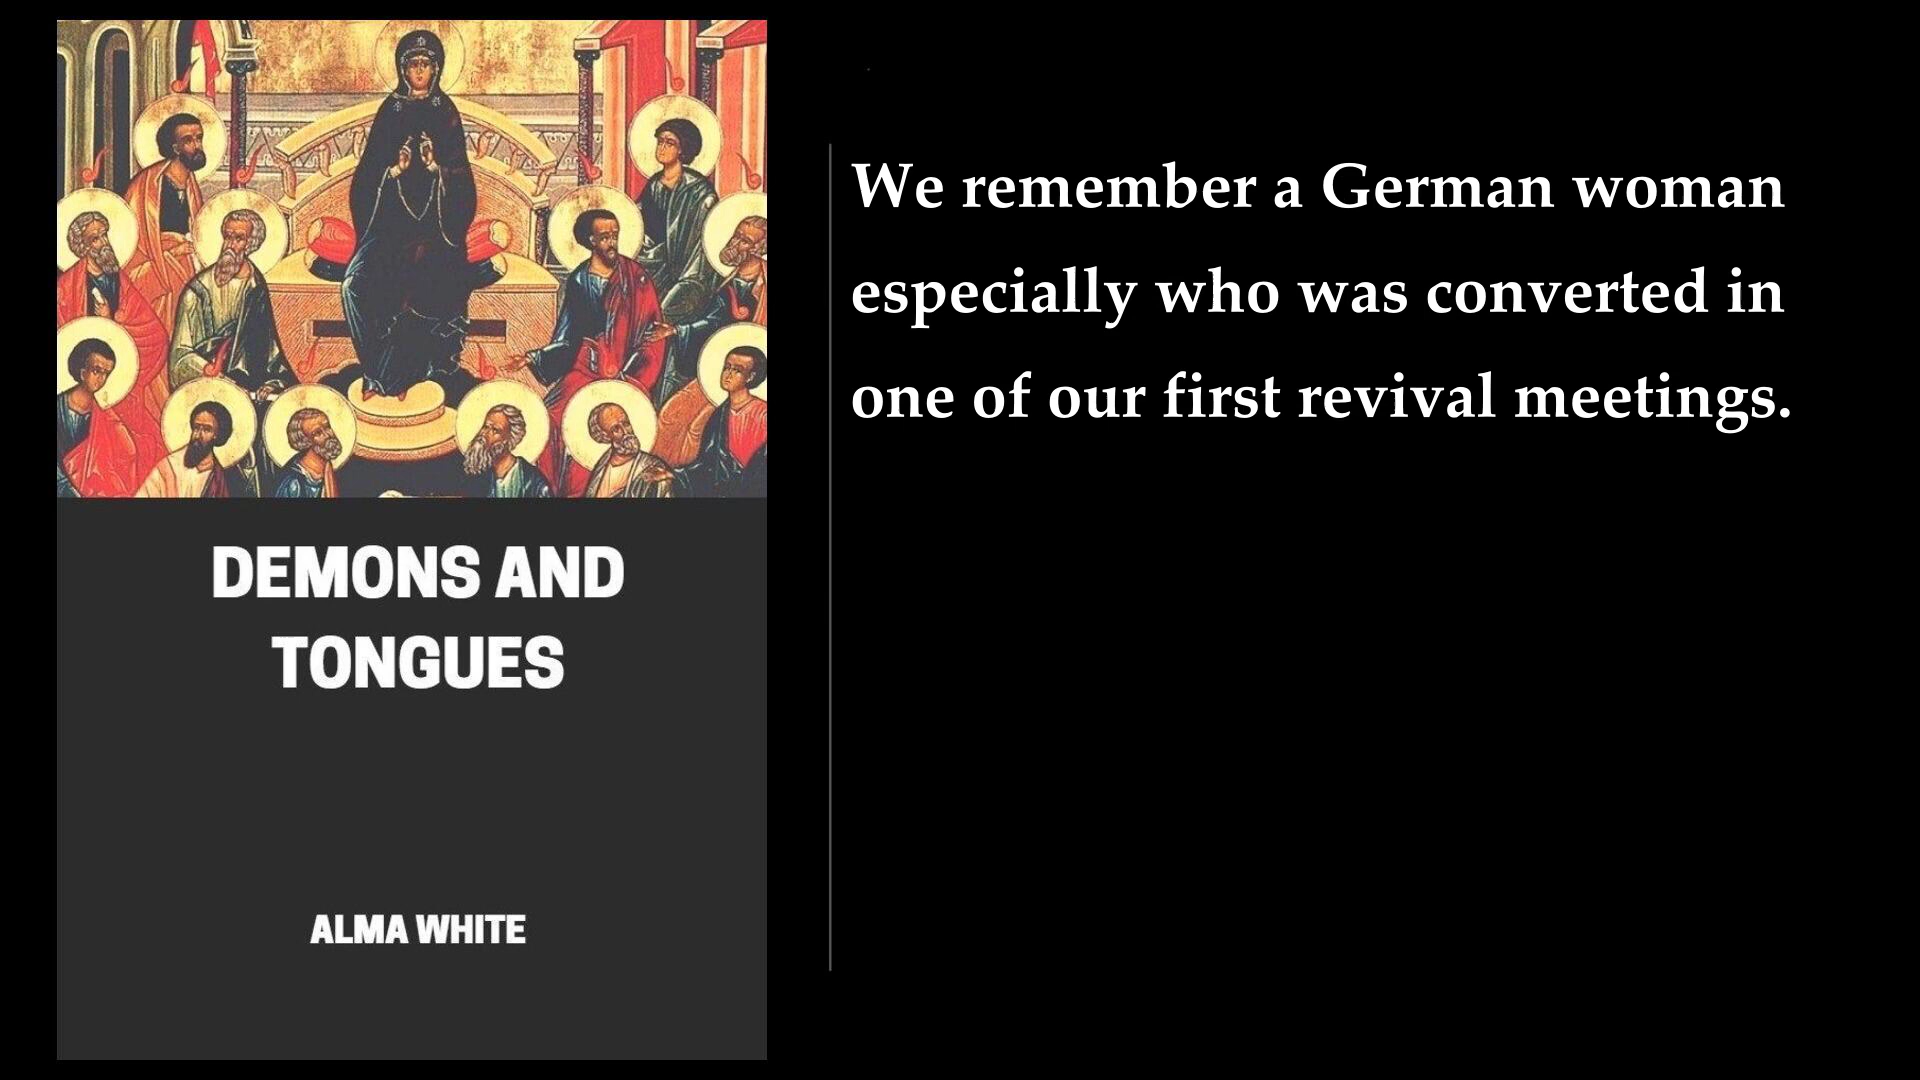 DEMONS AND
TONGUES
ALMA WHITE
We remember a German woman
especially who was converted in
one of our first revival meetings.